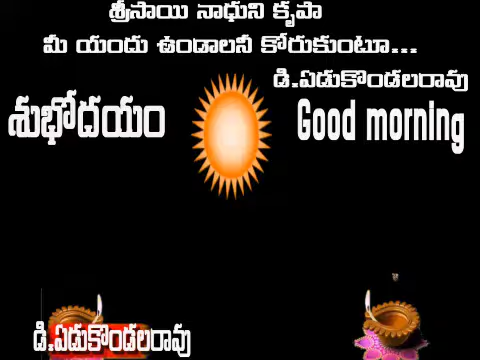 శ్రీసాయి నాధుని కృపా
మీ యందు ఉండాలనీ కోరుకుంటూ...
డి.ఏడుకొండలరావు
శుభోదయం
Good morning
డి.ఏడుకొండలరావు